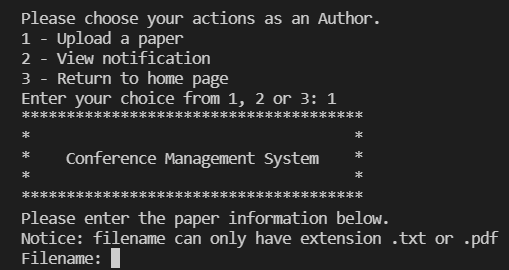 Please choose your actions as an Author.
1 - Upload a paper
2 - View notification
3 - Return to home page
Enter your choice from 1, 2 or 3: 1
**************************************
*                                    *
*    Conference Management System    *
*                                    *
**************************************
Please enter the paper information below.
Notice: filename can only have extension .txt or .pdf
Filename: